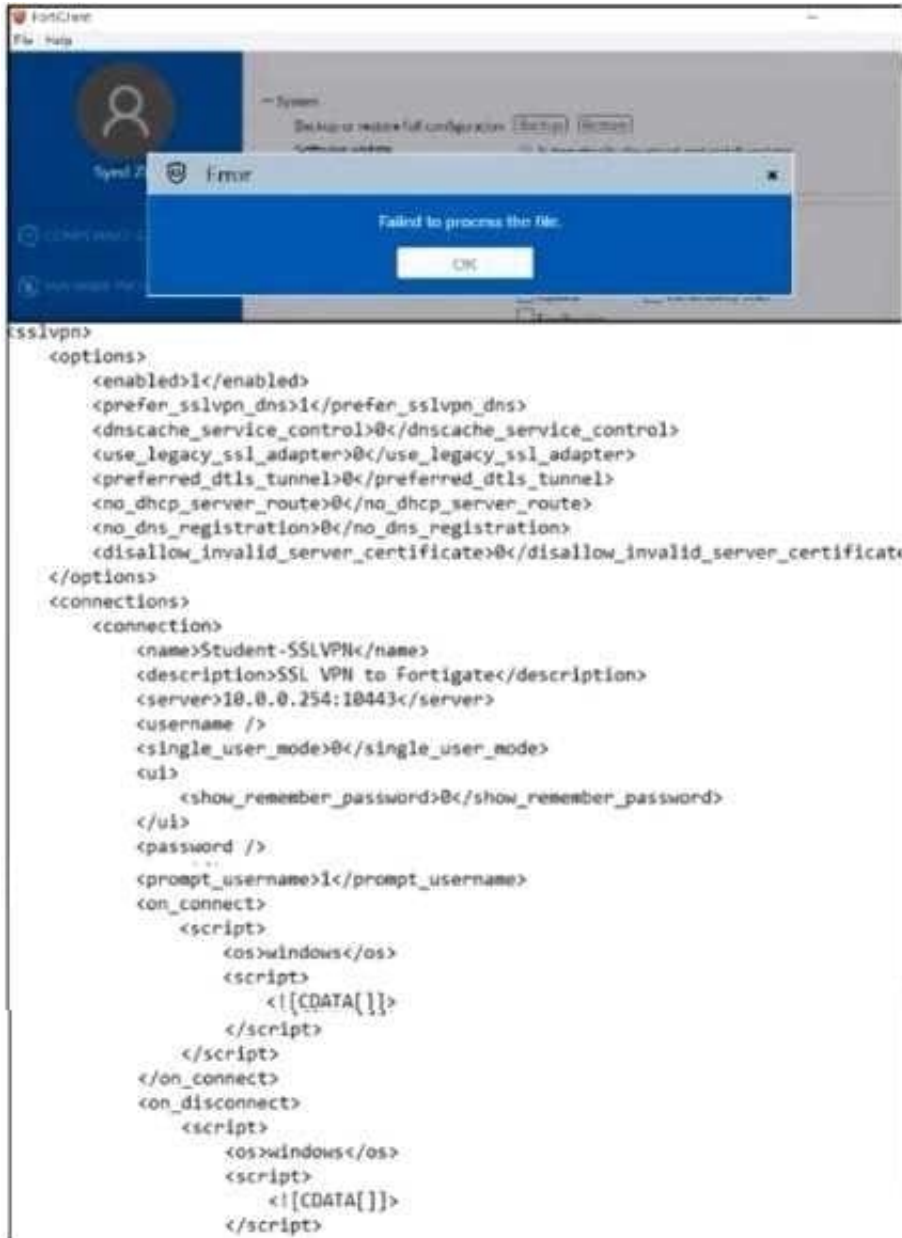 FortiClient
File Help
System
Backup or restore full configuration
Syed
Error
Failed to process the file.
OK
<sslvpn>
<options>
<enabled>1</enabled>
<prefer_sslvpn_dns>1</prefer_sslvpn_dns>
<dnscache_service_control>0</dnscache_service_control>
<use_legacy_ssl_adapter>0</use_legacy_ssl_adapter>
<preferred_dtls_tunnel>0</preferred_dtls_tunnel>
<no_dhcp_server_route>0</no_dhcp_server_route>
<no_dns_registration>0</no_dns_registration>
<disallow_invalid_server_certificate>0</disallow_invalid_server_certificate
</options>
<connections>
<connection>
<name>Student-SSLVPN</name>
<description>SSL VPN to Fortigate</description>
<server>10.0.0.254:10443</server>
<username />
<single_user_mode>0</single_user_mode>
<ui>
<show_remember_password>0</show_remember_password>
</ui>
<password />
<prompt_username>1</prompt_username>
<on_connect>
<script>
<os>windows</os>
<script>
<![CDATA[]]>
</script>
</script>
</on_connect>
<on_disconnect>
<script>
<os>windows</os>
<script>
<![CDATA[]]>
</script>